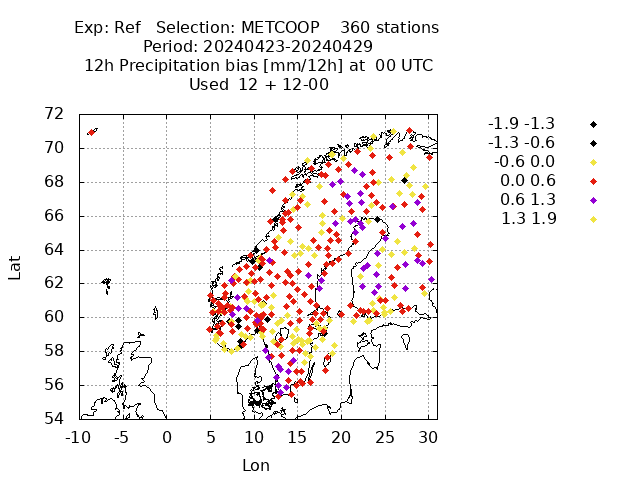 Exp: Ref   Selection: METCOOP    360 stations
Period: 20240423-20240429
12h Precipitation bias [mm/12h] at  00 UTC
Used  12 + 12-00
-1.9 -1.3
-1.3 -0.6
-0.6 0.0
0.0 0.6
0.6 1.3
1.3 1.9
72
70
68
66
64
62
60
58
56
54
Lat
-10 -5 0 5 10 15 20 25 30
Lon